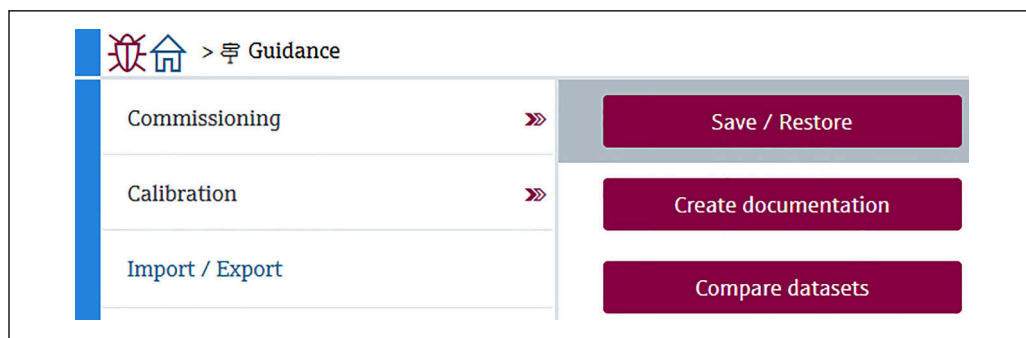 > Guidance
Commissioning
Calibration
Import / Export
Save / Restore
Create documentation
Compare datasets